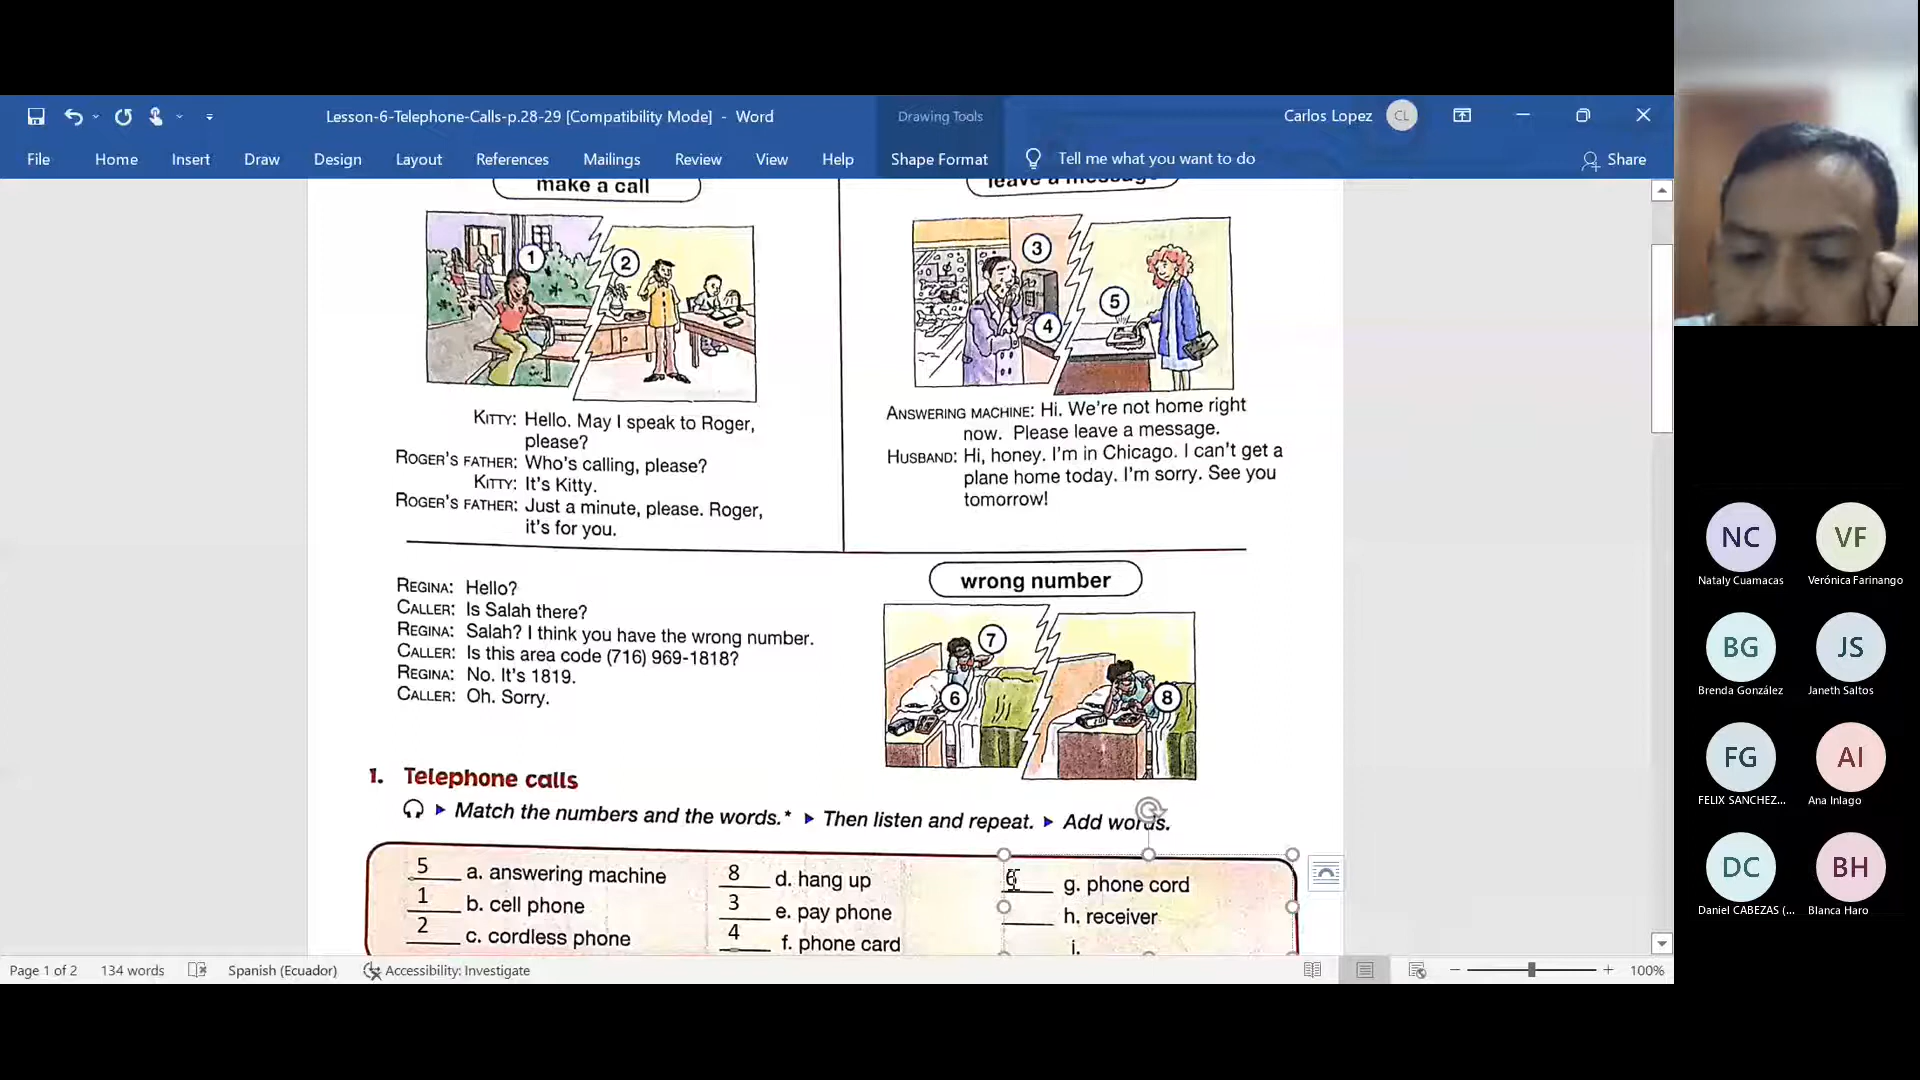 Lesson-6-Telephone-Calls-p.28-29 [Compatibility Mode] - Word
Drawing Tools
Carlos Lopez
CL
File Home Insert Draw Design Layout References Mailings Review View Help Shape Format Tell me what you want to do Share
make a call
leave a message
1
2
3
4
5
KITTY: Hello. May I speak to Roger,
please?
ROGER'S FATHER: Who's calling, please?
KITTY: It's Kitty.
ROGER'S FATHER: Just a minute, please. Roger,
it's for you.
ANSWERING MACHINE: Hi. We're not home right
now. Please leave a message.
HUSBAND: Hi, honey. I'm in Chicago. I can't get a
plane home today. I'm sorry. See you
tomorrow!
REGINA: Hello?
CALLER: Is Salah there?
REGINA: Salah? I think you have the wrong number.
CALLER: Is this area code (716) 969-1818?
REGINA: No. It's 1819.
CALLER: Oh. Sorry.
wrong number
7
6
8
1. Telephone calls
Match the numbers and the words.* Then listen and repeat. Add words.
5 a. answering machine
1 b. cell phone
2 c. cordless phone
8 d. hang up
3 e. pay phone
4 f. phone card
6 g. phone cord
h. receiver
i.
Page 1 of 2 134 words Spanish (Ecuador) Accessibility: Investigate 100%
NC
Nataly Cuamacas
VF
Verónica Farinango
BG
Brenda González
JS
Janeth Saltos
FG
FELIX SANCHEZ...
AI
Ana Inlago
DC
Daniel CABEZAS (...
BH
Blanca Haro